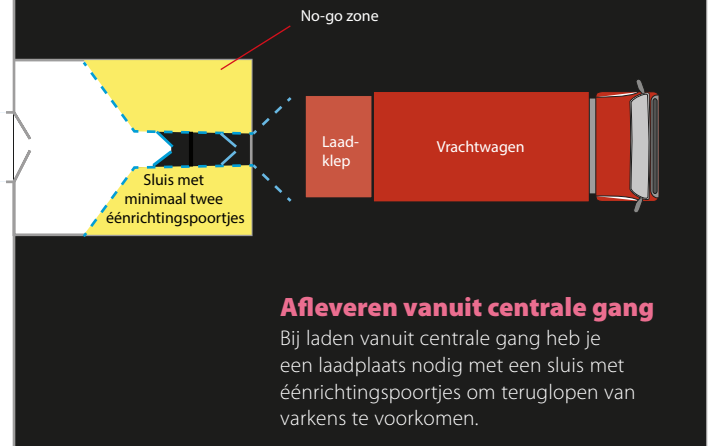 No-go zone
Laad-
klep
Vrachtwagen
Sluis met
minimaal twee
éénrichtingspoortjes
Afleveren vanuit centrale gang
Bij laden vanuit centrale gang heb je
een laadplaats nodig met een sluis met
éénrichtingspoortjes om teruglopen van
varkens te voorkomen.